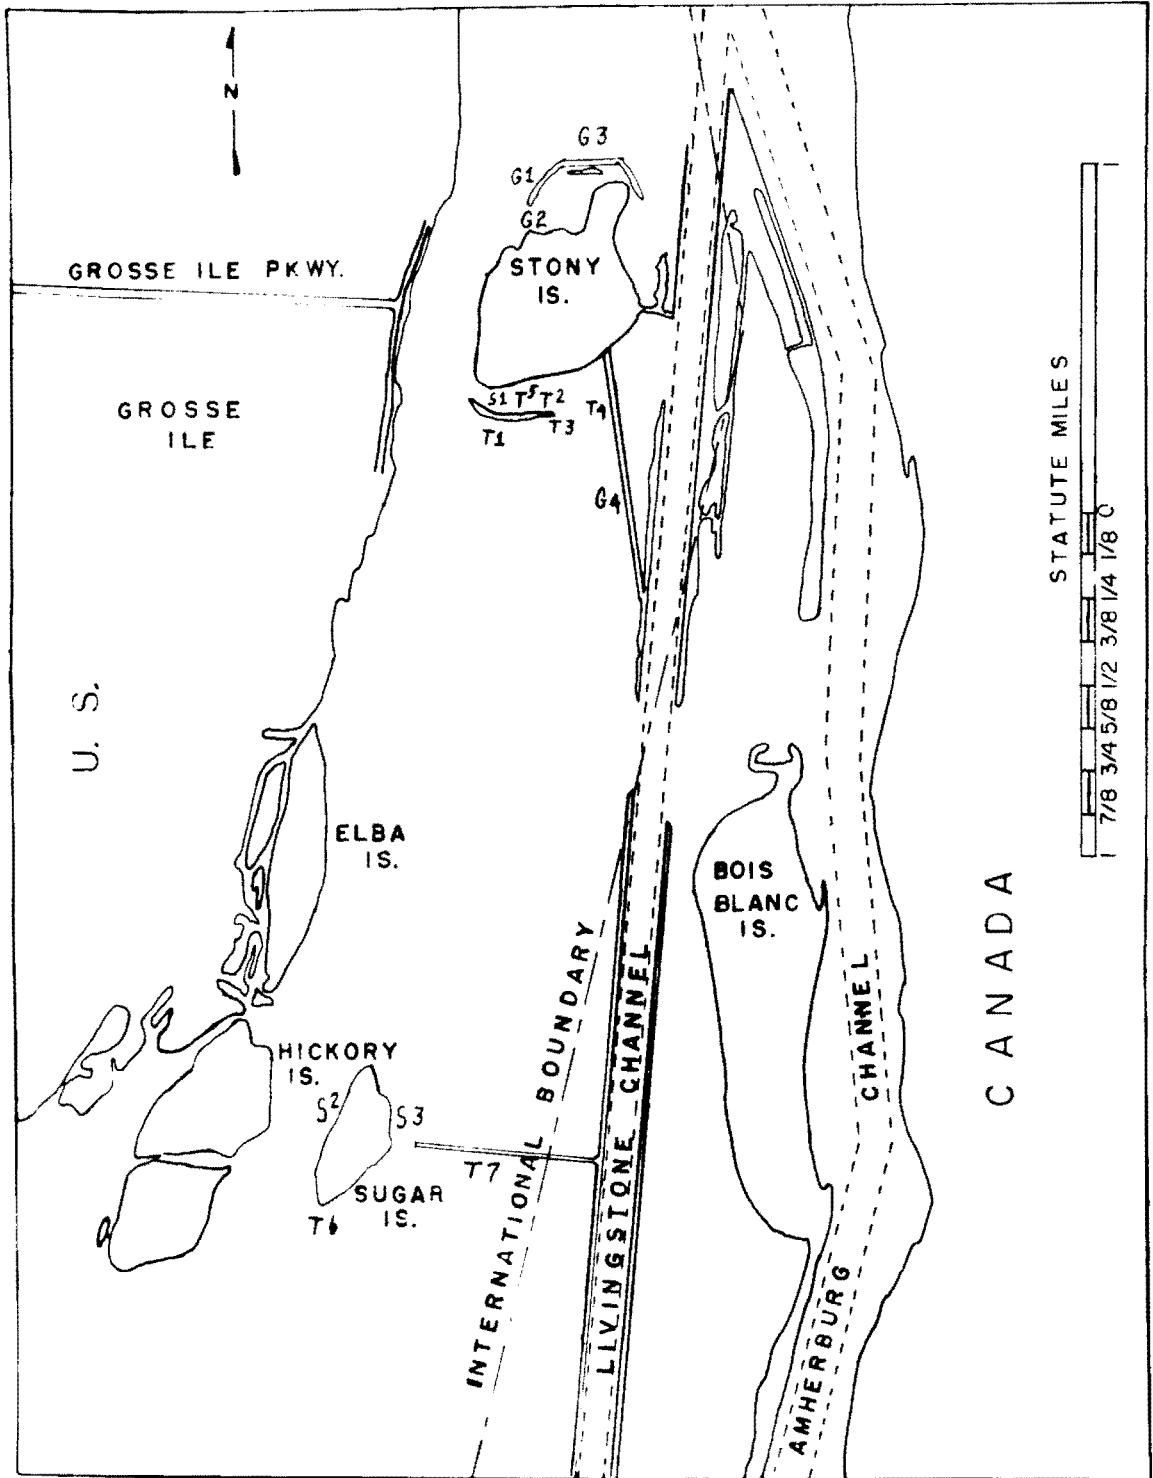 N
G3
G1
G2
GROSSE ILE PKWY.
STONY
IS.
GROSSE
ILE
S1 T5 T2
T1
T3
T4
G4
STATUTE MILES
1
0
1/8
1/4
3/8
1/2
5/8
3/4
7/8
1
U.S.
ELBA
IS.
BOIS
BLANC
IS.
CANADA
HICKORY
IS.
S2
S3
SUGAR
IS.
T6
T7
INTERNATIONAL BOUNDARY
LIVINGSTONE CHANNEL
AMHERBURG CHANNEL